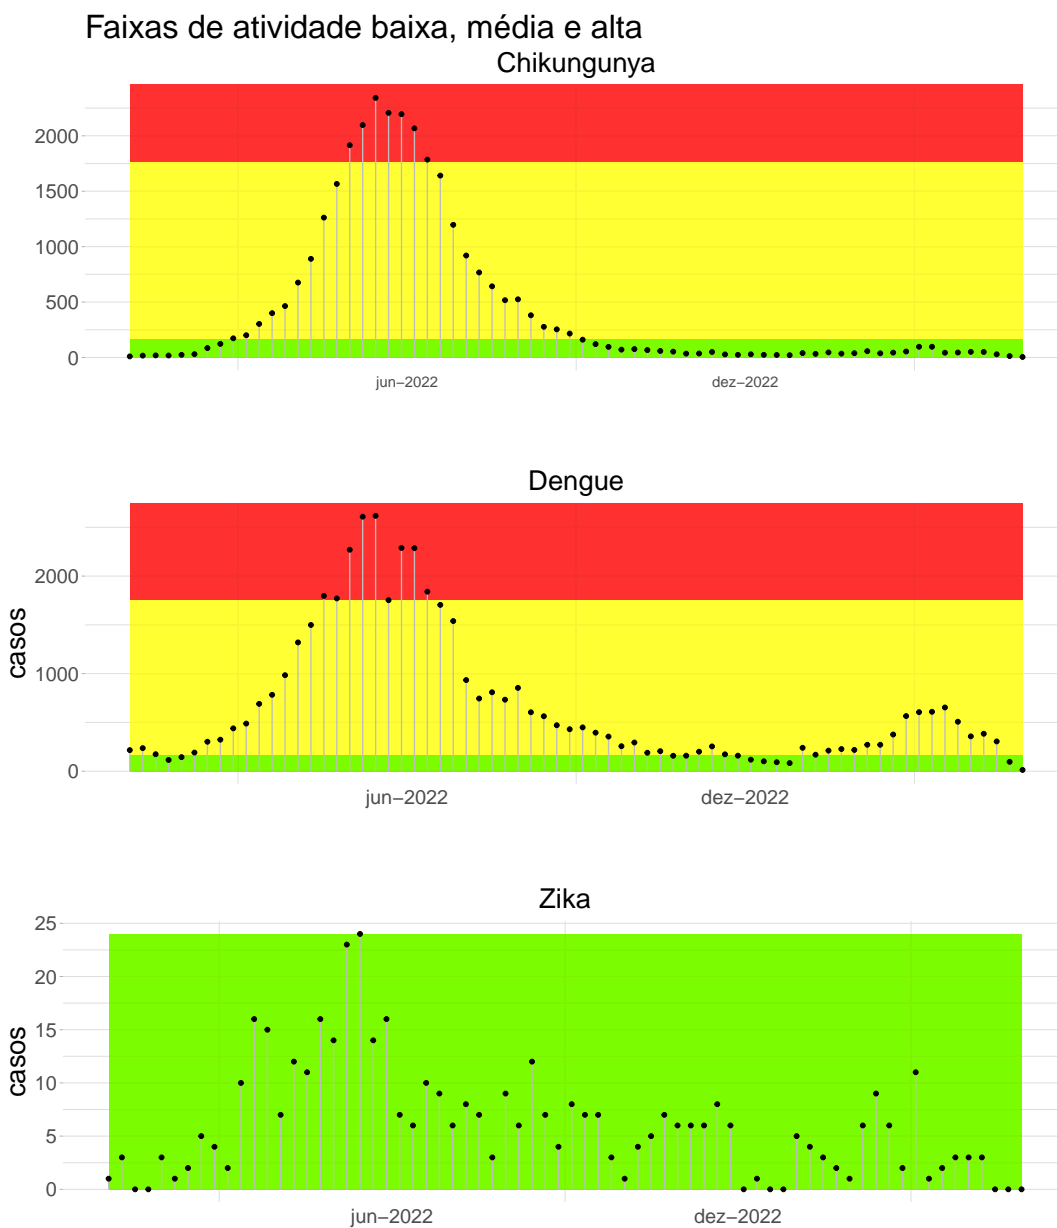 Faixas de atividade baixa, média e alta
Chikungunya
2000
1500
1000
500
0
jun−2022
dez−2022
Dengue
casos
2000
1000
0
jun−2022
dez−2022
Zika
casos
25
20
15
10
5
0
jun−2022
dez−2022